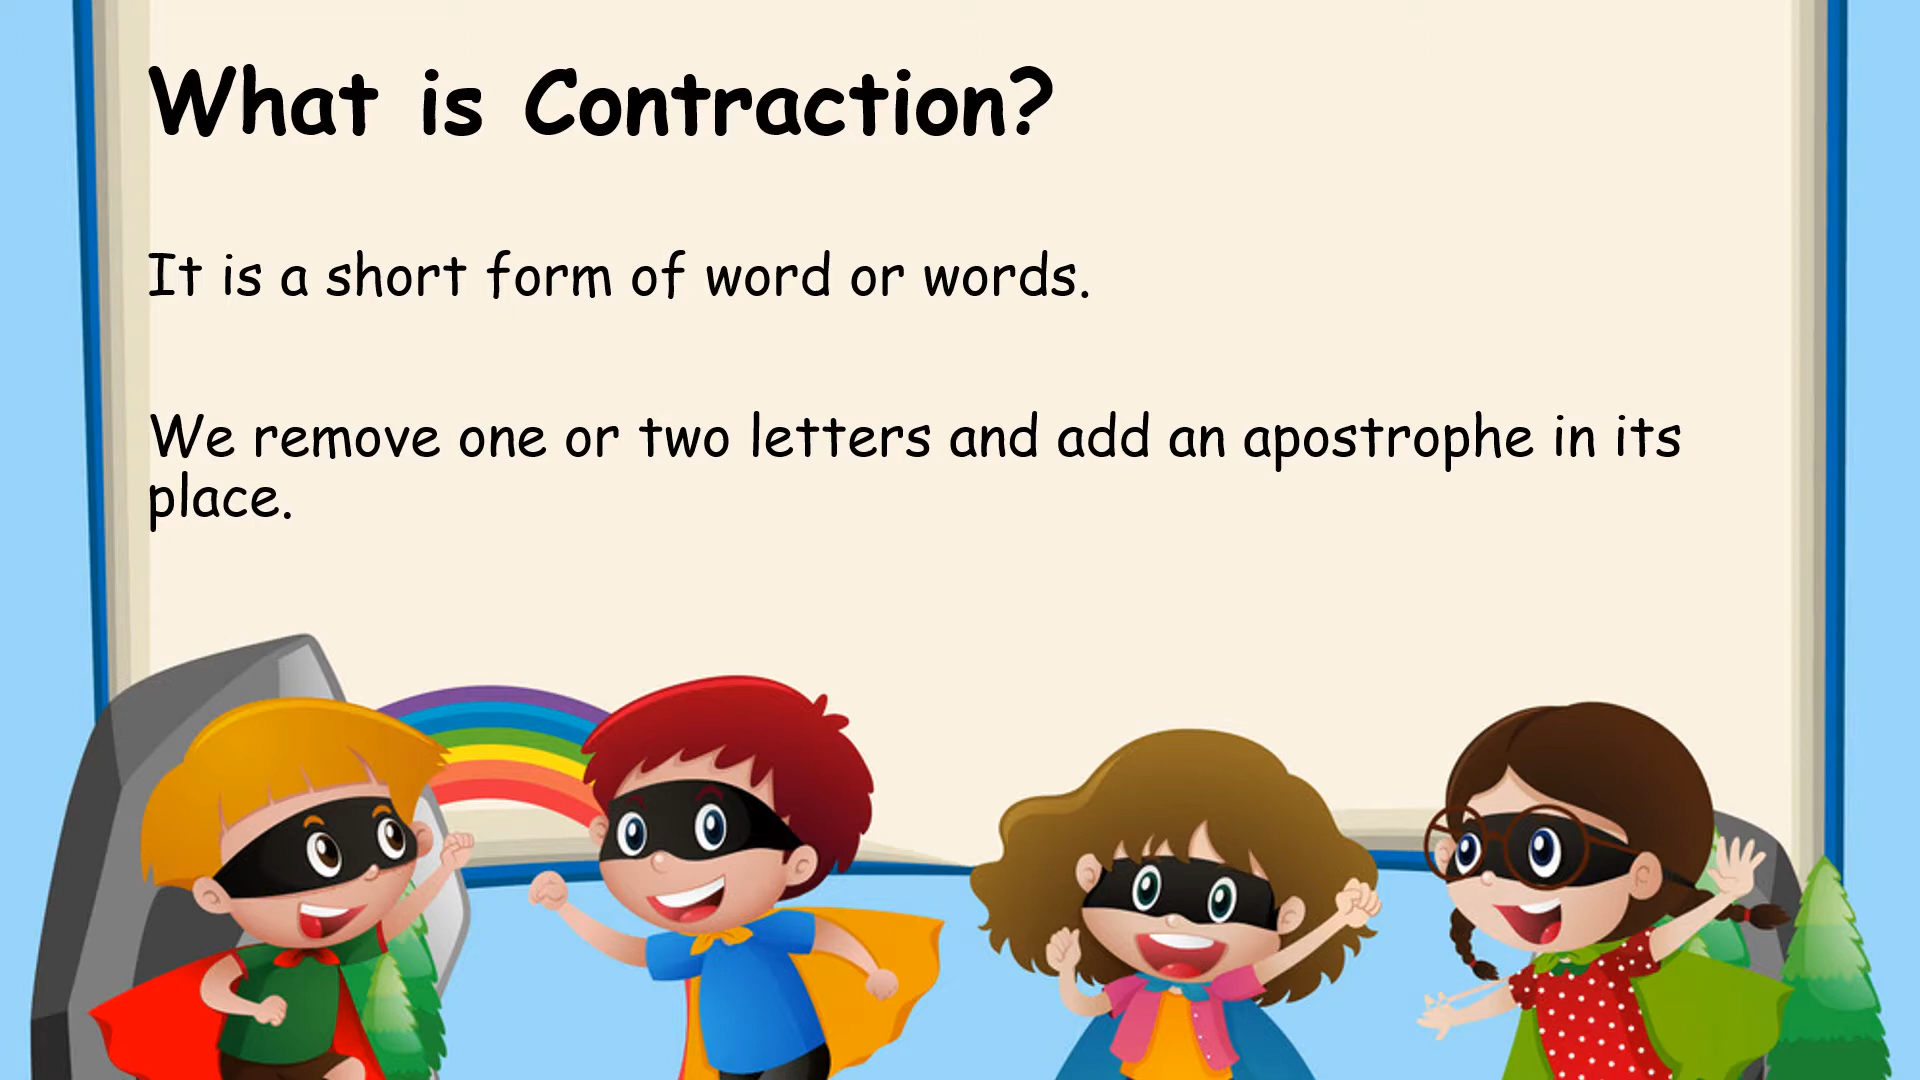 What is Contraction?
It is a short form of word or words.
We remove one or two letters and add an apostrophe in its
place.